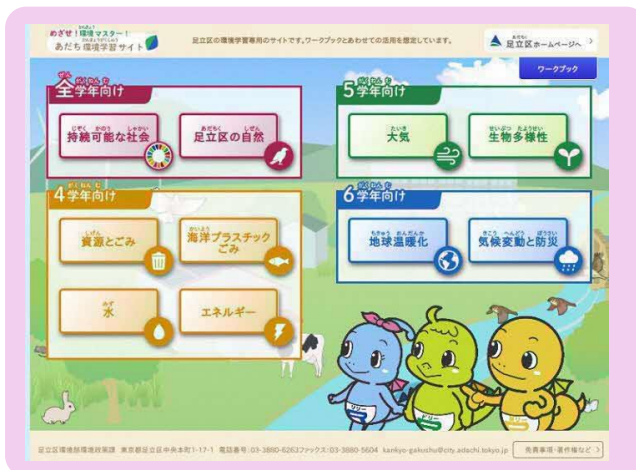 めざせ！環境マスター！
あだち環境学習サイト
足立区の環境学習専用のサイトです。ワークブックとあわせての活用を想定しています。
足立区ホームページへ
ワークブック
全学年向け
持続可能な社会
足立区の自然
5学年向け
大気
生物多様性
4学年向け
資源とごみ
海洋プラスチックごみ
水
エネルギー
6学年向け
地球温暖化
気候変動と防災
足立区環境部環境政策課 東京都足立区中央本町1-17-1 電話番号:03-3880-6263ファックス:03-3880-5604 kankyo-gakushu@city.adachi.tokyo.jp
免責事項・著作権など